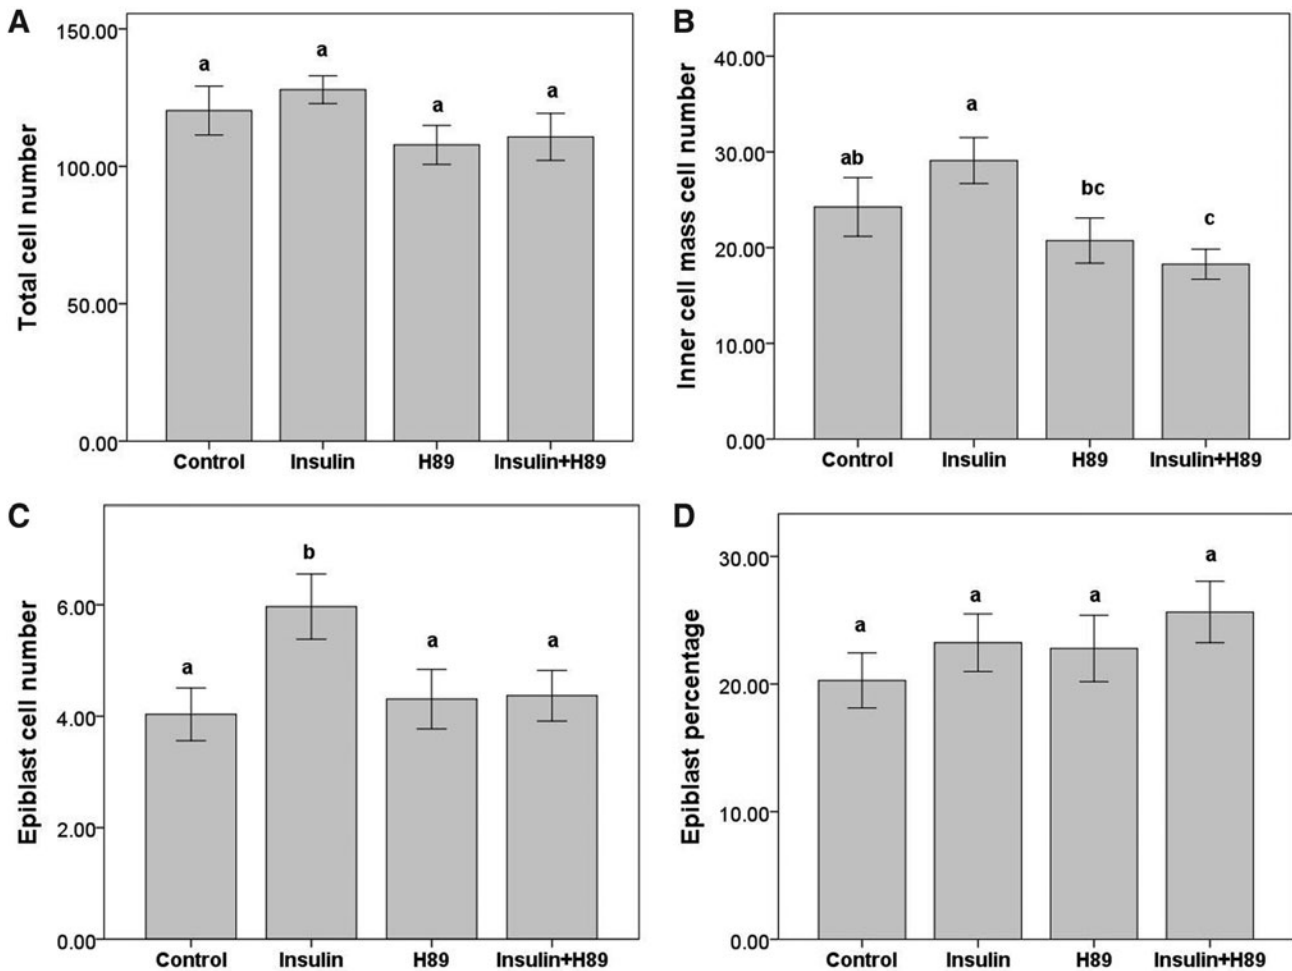 A
Total cell number
150.00
100.00
50.00
0.00
a
a
a
a
Control Insulin H89 Insulin+H89
B
Inner cell mass cell number
40.00
30.00
20.00
10.00
0.00
ab
a
bc
c
Control Insulin H89 Insulin+H89
C
Epiblast cell number
6.00
4.00
2.00
0.00
a
b
a
a
Control Insulin H89 Insulin+H89
D
Epiblast percentage
30.00
20.00
10.00
0.00
a
a
a
a
Control Insulin H89 Insulin+H89